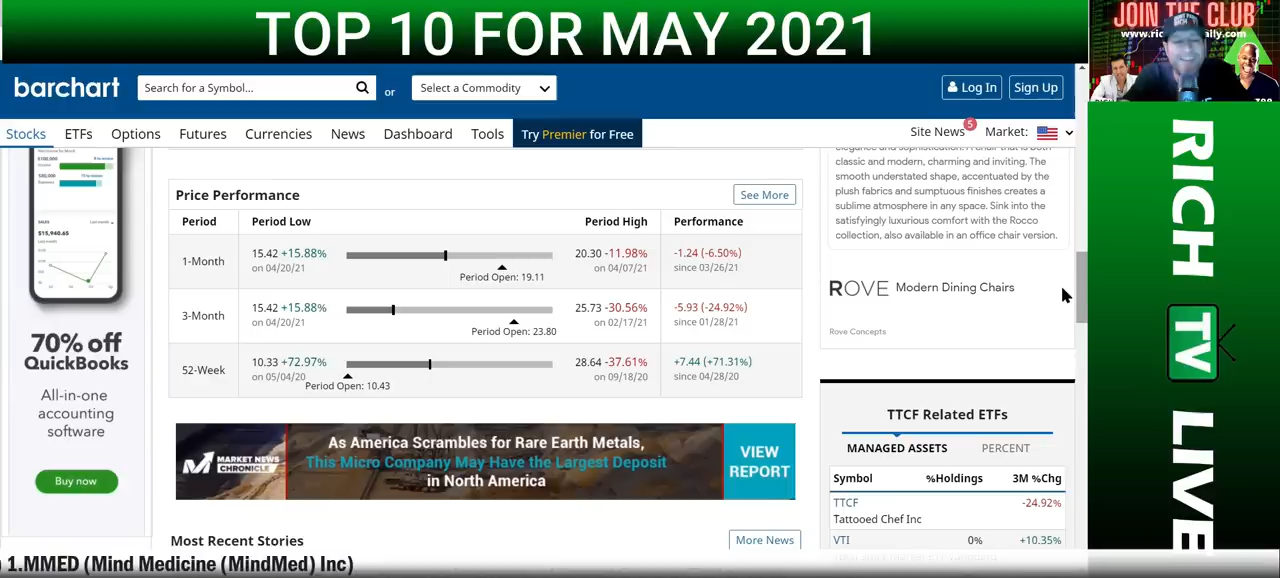 TOP 10 FOR MAY 2021
JOIN THE CLUB
barchart
Search for a Symbol...
or
Select a Commodity
Log In
Sign Up
Stocks
ETFs
Options
Futures
Currencies
News
Dashboard
Tools
Try Premier for Free
Site News
5
Market:
$15,940.65
70% off
QuickBooks
All-in-one
accounting
software
Buy now
Price Performance
See More
Period Period Low Period High Performance
1-Month
15.42 +15.88%
on 04/20/21
Period Open: 19.11
20.30 -11.98%
on 04/07/21
-1.24 (-6.50%)
since 03/26/21
3-Month
15.42 +15.88%
on 04/20/21
Period Open: 23.80
25.73 -30.56%
on 02/17/21
-5.93 (-24.92%)
since 01/28/21
52-Week
10.33 +72.97%
on 05/04/20
Period Open: 10.43
28.64 -37.61%
on 09/18/20
+7.44 (+71.31%)
since 04/28/20
MARKET NEWS
CHRONICLE
As America Scrambles for Rare Earth Metals,
This Micro Company May Have the Largest Deposit
in North America
VIEW
REPORT
Most Recent Stories
More News
classic and modern, charming and inviting. The
smooth understated shape, accentuated by the
plush fabrics and sumptuous finishes creates a
sublime atmosphere in any space. Sink into the
satisfyingly luxurious comfort with the Rocco
collection, also available in an office chair version.
ROVE
Modern Dining Chairs
Rove Concepts
TTCF Related ETFs
MANAGED ASSETS
PERCENT
Symbol %Holdings 3M %Chg
TTCF -24.92%
Tattooed Chef Inc
VTI 0% +10.35%
RICH
TV
LIVE
1.MMED (Mind Medicine (MindMed) Inc)